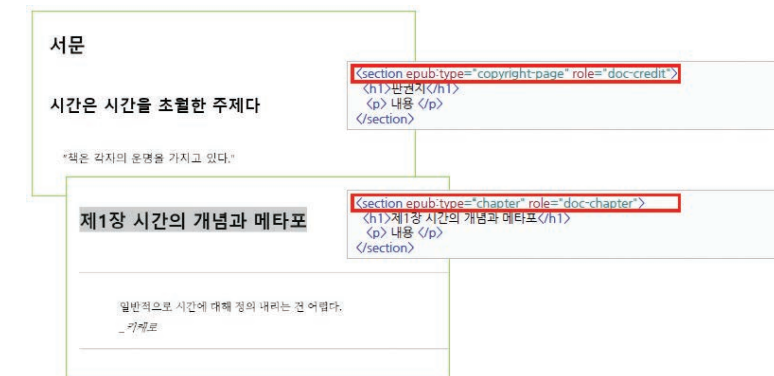 서문
시간은 시간을 초월한 주제다
"책은 각자의 운명을 가지고 있다."
<section epub:type="copyright-page" role="doc-credit">
<h1>판권지</h1>
<p> 내용 </p>
</section>
제1장 시간의 개념과 메타포
일반적으로 시간에 대해 정의 내리는 건 어렵다.
_키케로
<section epub:type="chapter" role="doc-chapter">
<h1>제1장 시간의 개념과 메타포</h1>
<p> 내용 </p>
</section>